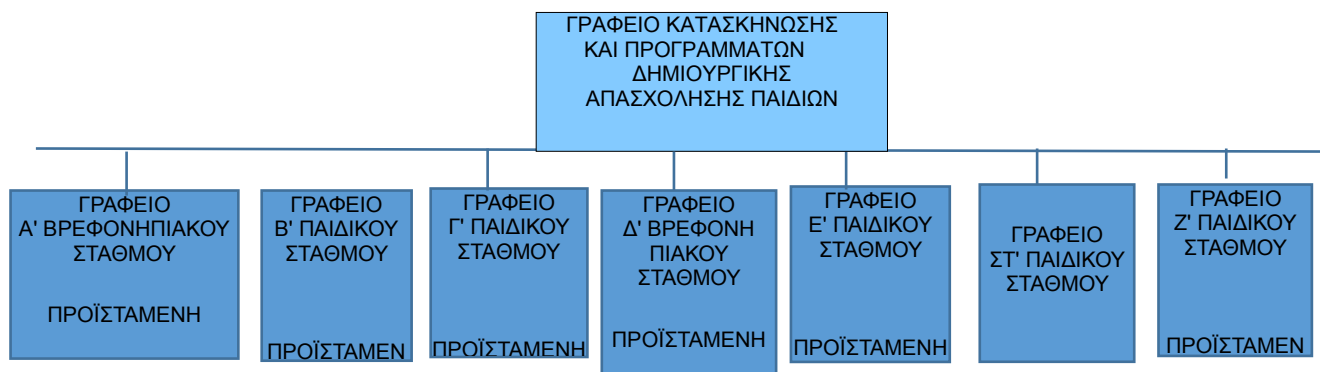 ΓΡΑΦΕΙΟ ΚΑΤΑΣΚΗΝΩΣΗΣ
ΚΑΙ ΠΡΟΓΡΑΜΜΑΤΩΝ
ΔΗΜΙΟΥΡΓΙΚΗΣ
ΑΠΑΣΧΟΛΗΣΗΣ ΠΑΙΔΙΩΝ
ΓΡΑΦΕΙΟ
Α' ΒΡΕΦΟΝΗΠΙΑΚΟΥ
ΣΤΑΘΜΟΥ
ΠΡΟΪΣΤΑΜΕΝΗ
ΓΡΑΦΕΙΟ
Β' ΠΑΙΔΙΚΟΥ
ΣΤΑΘΜΟΥ
ΠΡΟΪΣΤΑΜΕΝ
ΓΡΑΦΕΙΟ
Γ' ΠΑΙΔΙΚΟΥ
ΣΤΑΘΜΟΥ
ΠΡΟΪΣΤΑΜΕΝΗ
ΓΡΑΦΕΙΟ
Δ' ΒΡΕΦΟΝΗ
ΠΙΑΚΟΥ
ΣΤΑΘΜΟΥ
ΠΡΟΪΣΤΑΜΕΝΗ
ΓΡΑΦΕΙΟ
Ε' ΠΑΙΔΙΚΟΥ
ΣΤΑΘΜΟΥ
ΠΡΟΪΣΤΑΜΕΝΗ
ΓΡΑΦΕΙΟ
ΣΤ' ΠΑΙΔΙΚΟΥ
ΣΤΑΘΜΟΥ
ΓΡΑΦΕΙΟ
Ζ' ΠΑΙΔΙΚΟΥ
ΣΤΑΘΜΟΥ
ΠΡΟΪΣΤΑΜΕΝ